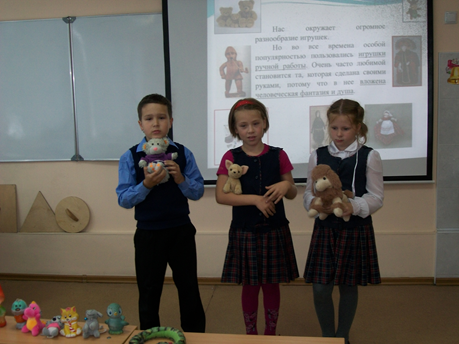 Нас окружает огромное
разнообразие игрушек.
Но во все времена особой
популярностью пользовались игрушки
ручной работы. Очень часто любимой
становится та, которая сделана своими
руками, потому что в нее вложена
человеческая фантазия и душа.